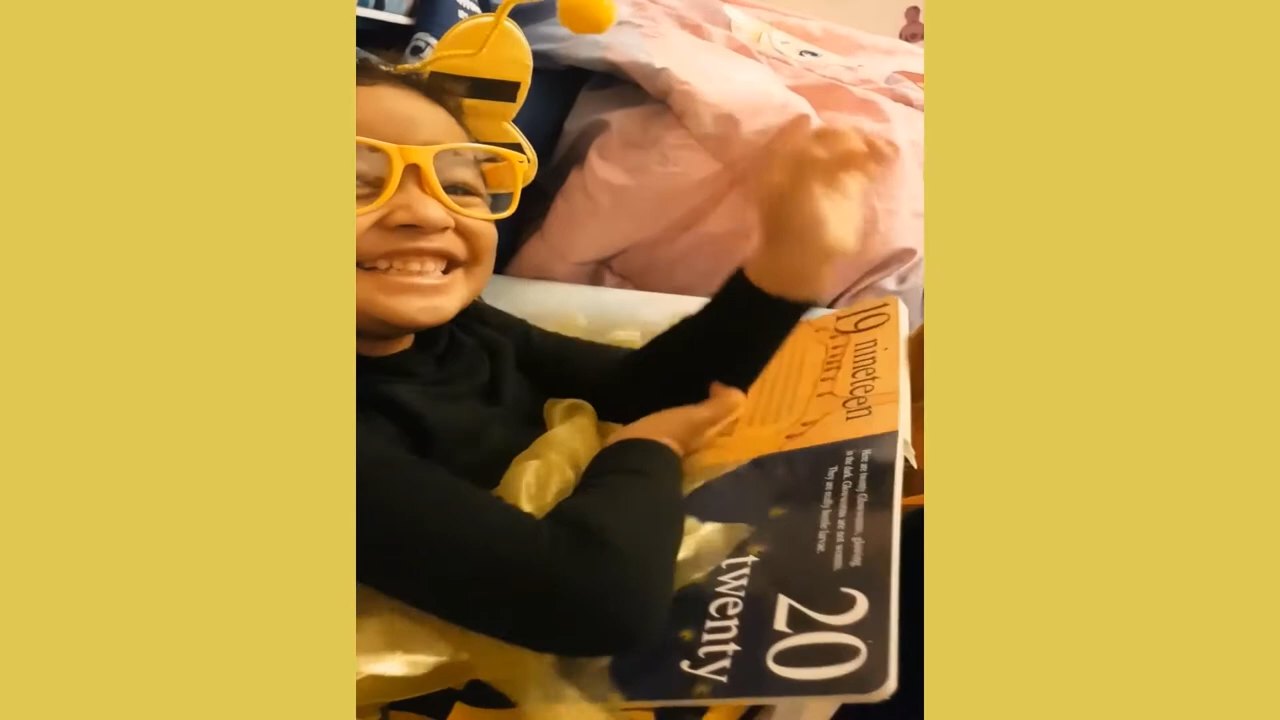 19 nineteen
Here are twenty Glowworms, glowing
in the dark. Glowworms are not worms.
They are really beetle larvae.
20
twenty